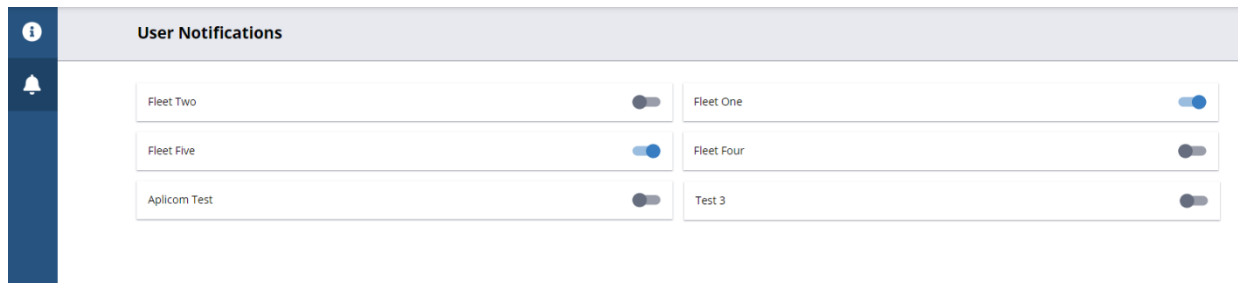 User Notifications
Fleet Two
Fleet One
Fleet Five
Fleet Four
Aplicom Test
Test 3